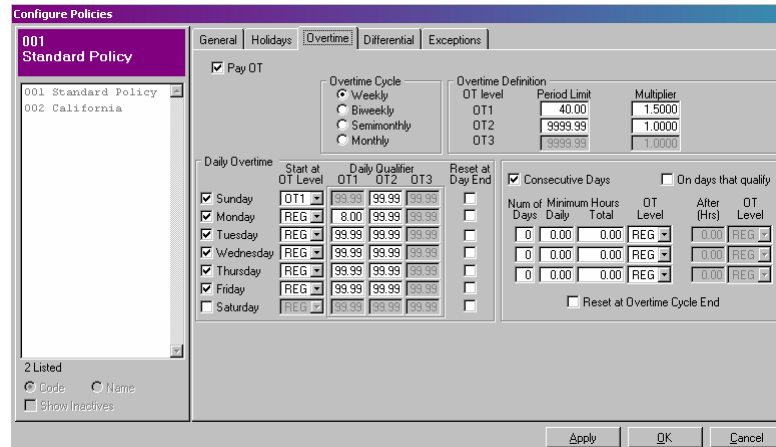 Configure Policies
001
Standard Policy
001 Standard Policy
002 California
2 Listed
Code Name
Show Inactives
General Holidays Overtime Differential Exceptions
Pay OT
Overtime Cycle
Weekly
Biweekly
Semimonthly
Monthly
Overtime Definition
OT level Period Limit Multiplier
OT1 40.00 1.5000
OT2 9999.99 1.0000
OT3 9999.99 1.0000
Daily Overtime
Start at OT Level
Daily Qualifier
OT1 OT2 OT3
Reset at Day End
Sunday OT1 99.99 99.99 99.99
Monday REG 8.00 99.99 99.99
Tuesday REG 99.99 99.99 99.99
Wednesday REG 99.99 99.99 99.99
Thursday REG 99.99 99.99 99.99
Friday REG 99.99 99.99 99.99
Saturday REG 99.99 99.99 99.99
Consecutive Days On days that qualify
Num of Minimum Hours OT After OT
Days Daily Total Level (Hrs) Level
0 0.00 0.00 REG 0.00 REG
0 0.00 0.00 REG 0.00 REG
0 0.00 0.00 REG 0.00 REG
Reset at Overtime Cycle End
Apply OK Cancel